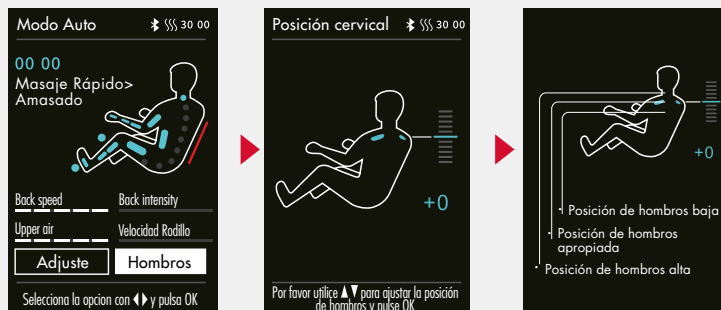 Modo Auto 30 00
00 00
Masaje Rápido>
Amasado
Back speed Back intensity
Upper air Velocidad Rodillo
Adjuste Hombros
Selecciona la opcion con y pulsa OK
Posición cervical 30 00
+0
Por favor utilice para ajustar la posición
de hombros y pulse OK
+0
· Posición de hombros baja
· Posición de hombros
apropiada
· Posición de hombros alta